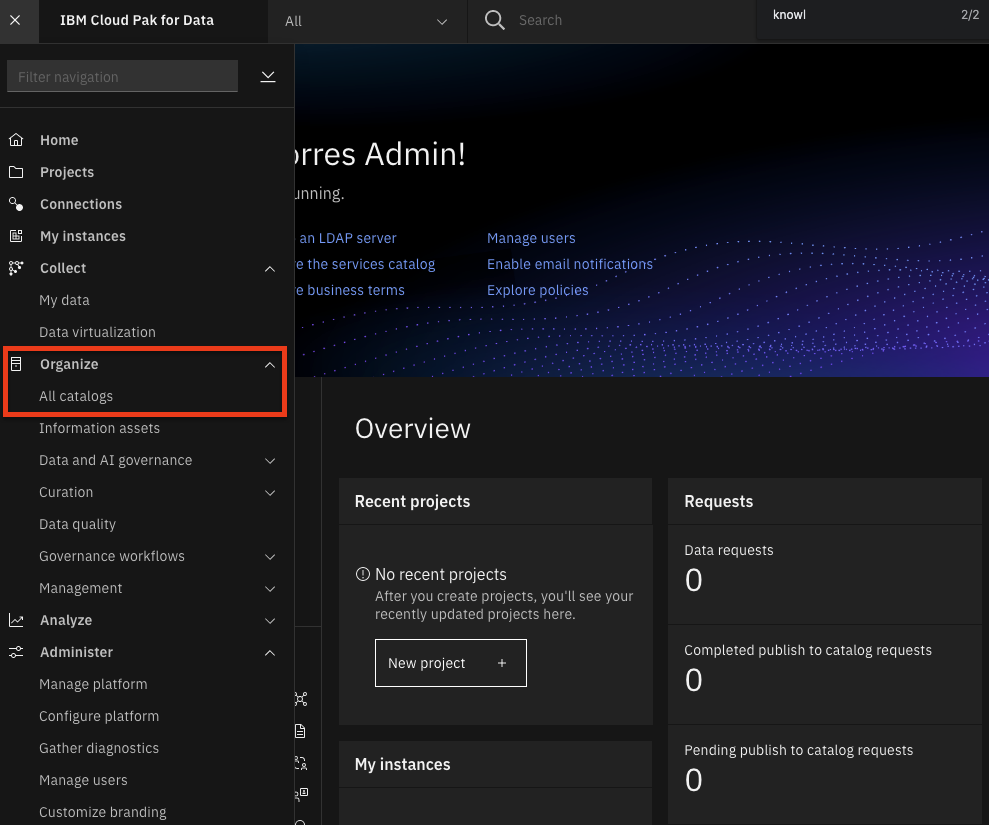 IBM Cloud Pak for Data
All
Search
knowl
2/2
Filter navigation
Home
Projects
Connections
My instances
Collect
My data
Data virtualization
Organize
All catalogs
Information assets
Data and AI governance
Curation
Data quality
Governance workflows
Management
Analyze
Administer
Manage platform
Configure platform
Gather diagnostics
Manage users
Customize branding
orres Admin!
unning.
an LDAP server
Manage users
e the services catalog
Enable email notifications
e business terms
Explore policies
Overview
Recent projects
No recent projects
After you create projects, you'll see your
recently updated projects here.
New project +
My instances
Requests
Data requests
0
Completed publish to catalog requests
0
Pending publish to catalog requests
0